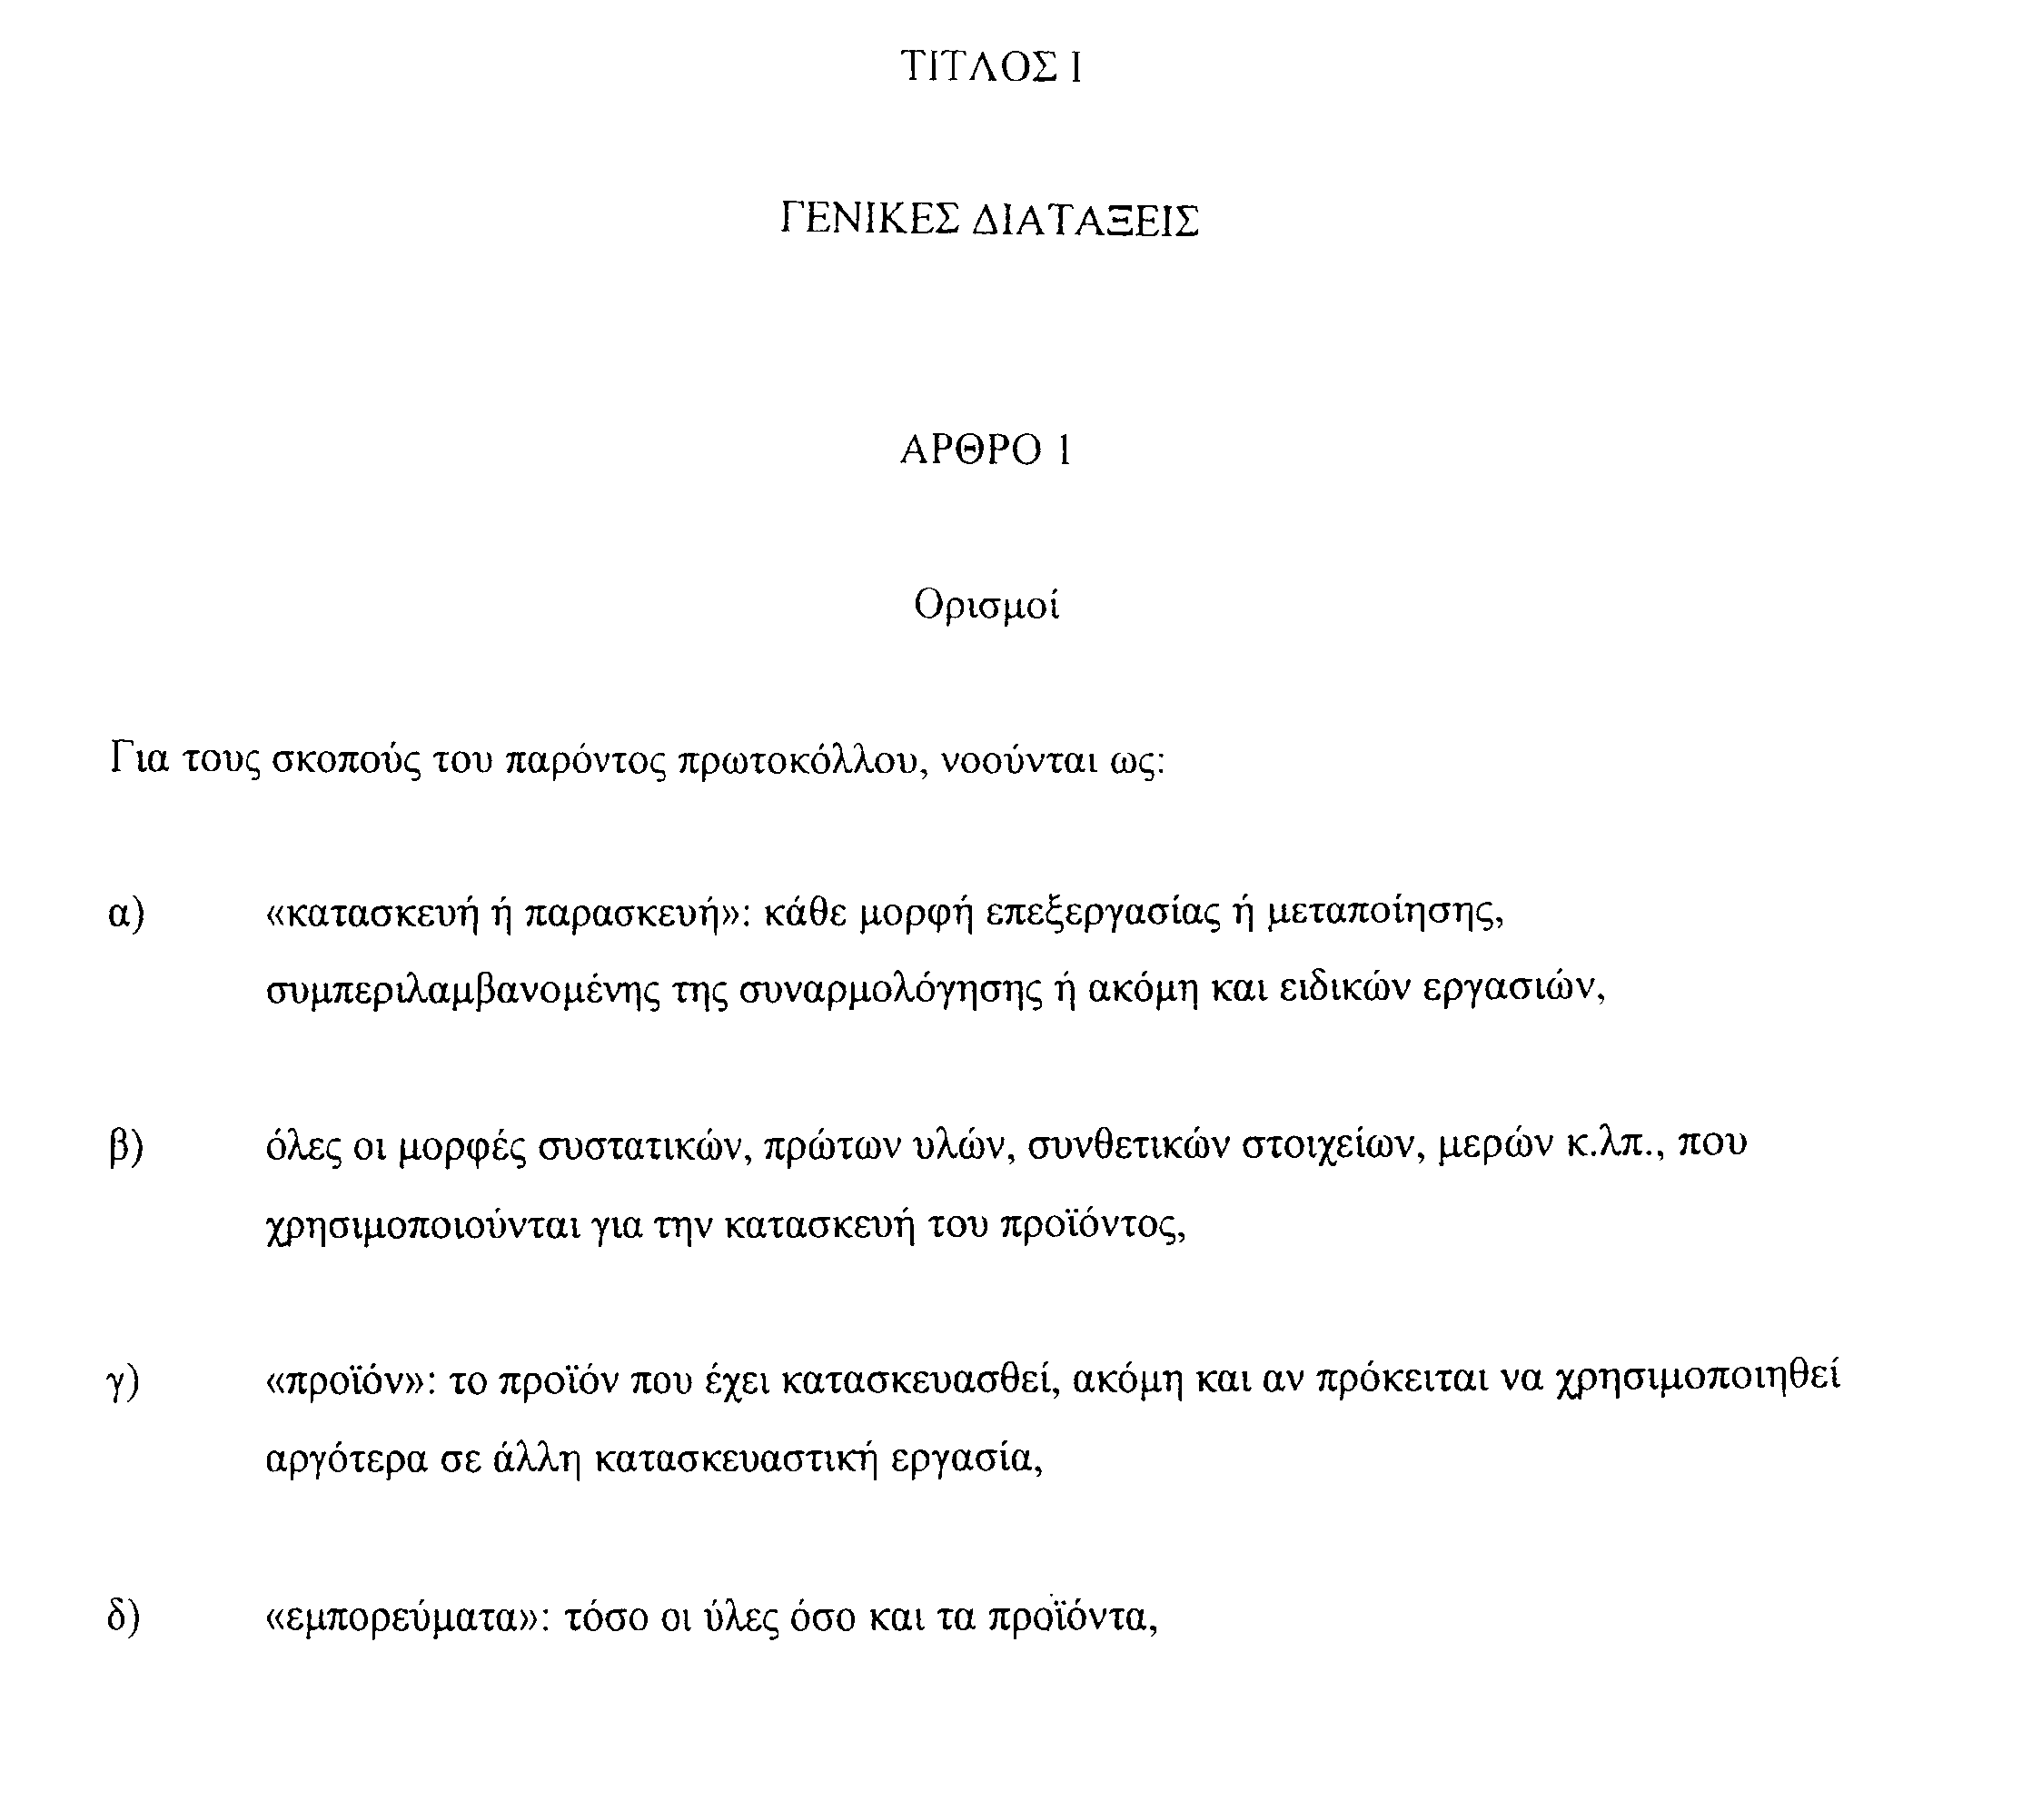 ΤΙΤΛΟΣ Ι
ΓΕΝΙΚΕΣ ΔΙΑΤΑΞΕΙΣ
ΑΡΘΡΟ 1
Ορισμοί
Για τους σκοπούς του παρόντος πρωτοκόλλου, νοούνται ως:
α) «κατασκευή ή παρασκευή»: κάθε μορφή επεξεργασίας ή μεταποίησης,
συμπεριλαμβανομένης της συναρμολόγησης ή ακόμη και ειδικών εργασιών,
β) όλες οι μορφές συστατικών, πρώτων υλών, συνθετικών στοιχείων, μερών κ.λπ., που
χρησιμοποιούνται για την κατασκευή του προϊόντος,
γ) «προϊόν»: το προϊόν που έχει κατασκευασθεί, ακόμη και αν πρόκειται να χρησιμοποιηθεί
αργότερα σε άλλη κατασκευαστική εργασία,
δ) «εμπορεύματα»: τόσο οι ύλες όσο και τα προϊόντα,